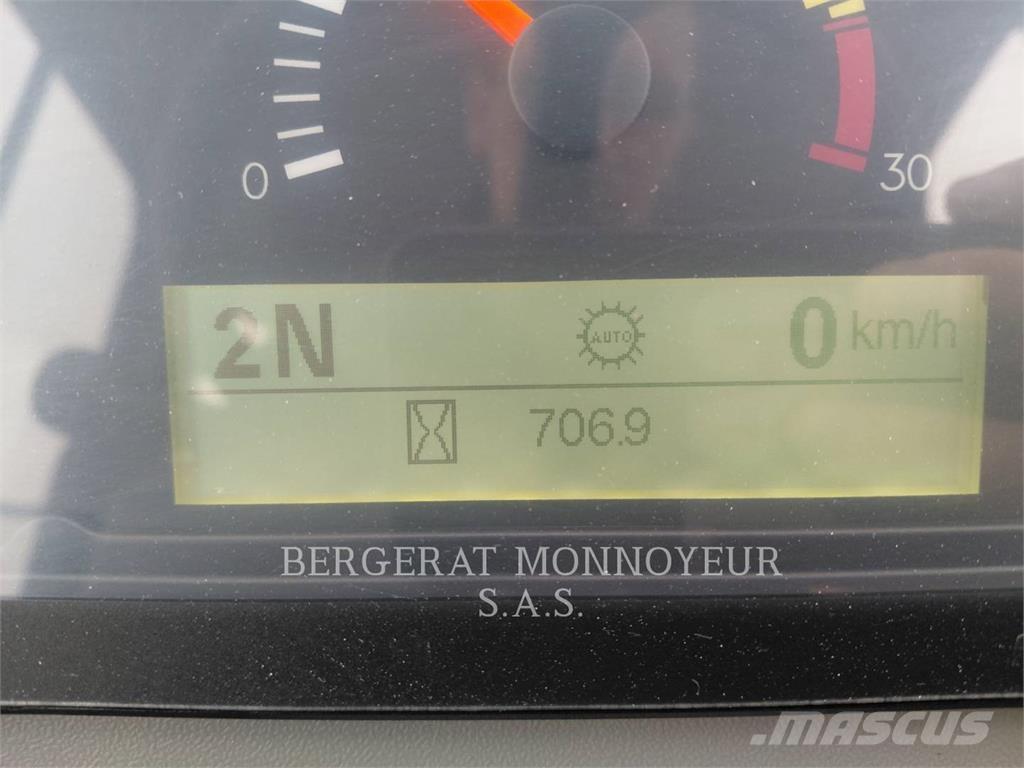 0 30
2N AUTO 0 km/h
706.9
BERGERAT MONNOYEUR
S.A.S.
MASCUS